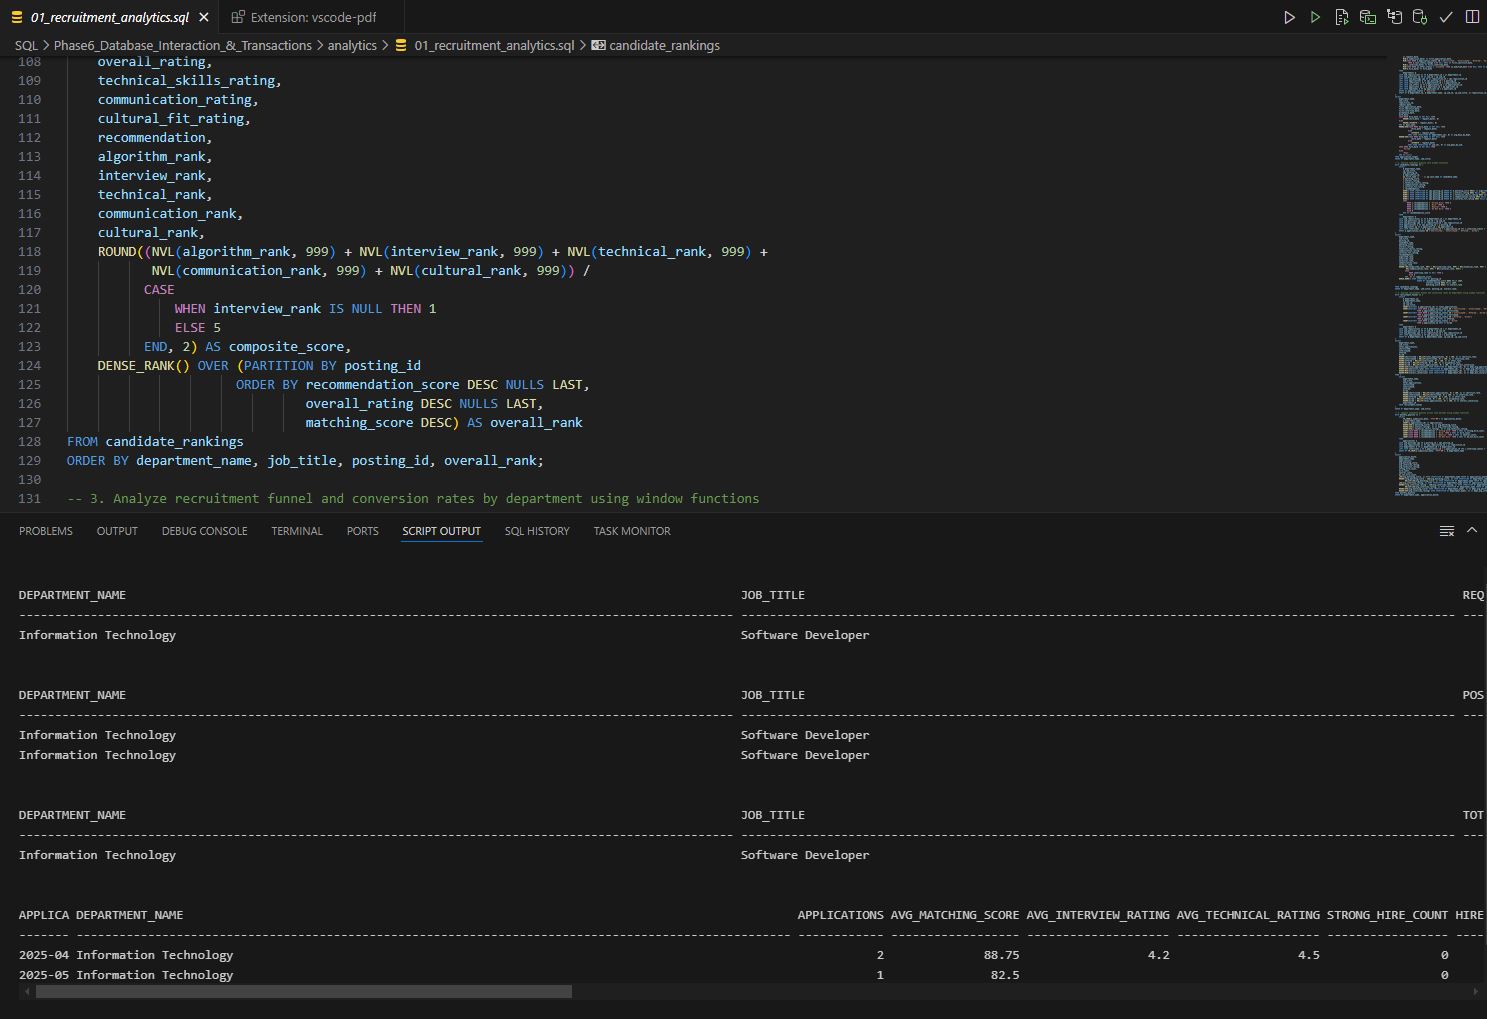 01_recruitment_analytics.sql Extension: vscode-pdf
SQL > Phase6_Database_Interaction_&_Transactions > analytics > 01_recruitment_analytics.sql > candidate_rankings
108 overall_rating,
109 technical_skills_rating,
110 communication_rating,
111 cultural_fit_rating,
112 recommendation,
113 algorithm_rank,
114 interview_rank,
115 technical_rank,
116 communication_rank,
117 cultural_rank,
118 ROUND((NVL(algorithm_rank, 999) + NVL(interview_rank, 999) + NVL(technical_rank, 999) +
119 NVL(communication_rank, 999) + NVL(cultural_rank, 999)) /
120 CASE
121 WHEN interview_rank IS NULL THEN 1
122 ELSE 5
123 END, 2) AS composite_score,
124 DENSE_RANK() OVER (PARTITION BY posting_id
125 ORDER BY recommendation_score DESC NULLS LAST,
126 overall_rating DESC NULLS LAST,
127 matching_score DESC) AS overall_rank
128 FROM candidate_rankings
129 ORDER BY department_name, job_title, posting_id, overall_rank;
130
131 -- 3. Analyze recruitment funnel and conversion rates by department using window functions
PROBLEMS OUTPUT DEBUG CONSOLE TERMINAL PORTS SCRIPT OUTPUT SQL HISTORY TASK MONITOR
DEPARTMENT_NAME JOB_TITLE REQ
Information Technology Software Developer
DEPARTMENT_NAME JOB_TITLE POS
Information Technology Software Developer
Information Technology Software Developer
DEPARTMENT_NAME JOB_TITLE TOT
Information Technology Software Developer
APPLICA DEPARTMENT_NAME APPLICATIONS AVG_MATCHING_SCORE AVG_INTERVIEW_RATING AVG_TECHNICAL_RATING STRONG_HIRE_COUNT HIRE
2025-04 Information Technology 2 88.75 4.2 4.5 0
2025-05 Information Technology 1 82.5 0